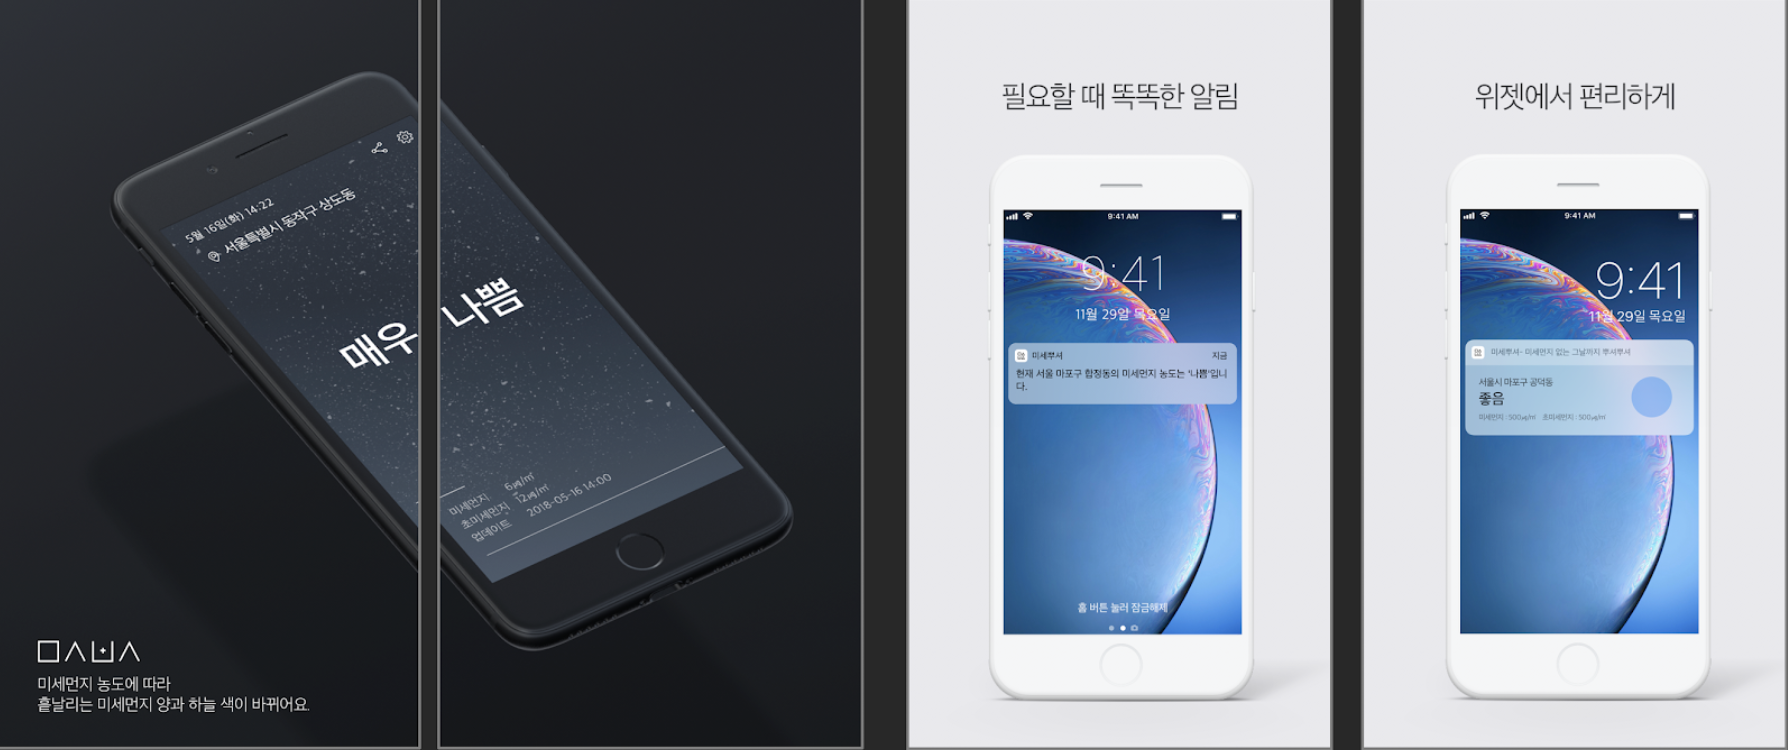 5월 16일(화) 14:22
서울특별시 동작구 상도동
매우 나쁨
미세먼지 6㎍/㎥
초미세먼지 12㎍/㎥
업데이트 2018-05-16 14:00
미세먼지 농도에 따라
흩날리는 미세먼지 양과 하늘 색이 바뀌어요.
필요할 때 똑똑한 알림
9:41 AM
9:41
11월 29일 목요일
미세뿌셔 지금
현재 서울 마포구 합정동의 미세먼지 농도는 '나쁨'입니
다.
홈 버튼 눌러 잠금해제
위젯에서 편리하게
9:41 AM
9:41
11월 29일 목요일
미세뿌셔- 미세먼지 없는 그날까지 뿌셔뿌셔
서울시 마포구 공덕동
좋음
미세먼지 : 500㎍/㎥ 초미세먼지 : 500㎍/㎥